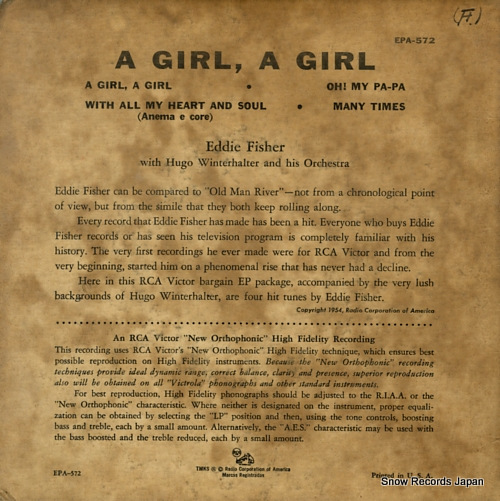 (F.)
EPA-572
A GIRL, A GIRL
A GIRL, A GIRL • OH! MY PA-PA
WITH ALL MY HEART AND SOUL • MANY TIMES
(Anema e core)
Eddie Fisher
with Hugo Winterhalter and his Orchestra
Eddie Fisher can be compared to "Old Man River"—not from a chronological point
of view, but from the simile that they both keep rolling along.
Every record that Eddie Fisher has made has been a hit. Everyone who buys Eddie
Fisher records or has seen his television program is completely familiar with his
history. The very first recordings he ever made were for RCA Victor and from the
very beginning, started him on a phenomenal rise that has never had a decline.
Here in this RCA Victor bargain EP package, accompanied by the very lush
backgrounds of Hugo Winterhalter, are four hit tunes by Eddie Fisher.
Copyright 1954, Radio Corporation of America
An RCA Victor "New Orthophonic" High Fidelity Recording
This recording uses RCA Victor's "New Orthophonic" High Fidelity technique, which ensures best
possible reproduction on High Fidelity instruments. Because the "New Orthophonic" recording
techniques provide ideal dynamic range, correct balance, clarity and presence, superior reproduction
also will be obtained on all "Victrola" phonographs and other standard instruments.
For best reproduction, High Fidelity phonographs should be adjusted to the R.I.A.A. or the
"New Orthophonic" characteristic. Where neither is designated on the instrument, proper equali-
zation can be obtained by selecting the "LP" position and then, using the tone controls, boosting
bass and treble, each by a small amount. Alternatively, the "A.E.S." characteristic may be used with
the bass boosted and the treble reduced, each by a small amount.
TMKS ® © Radio Corporation of America
Marcas Registradas
EPA-572
Printed in U. S. A.
Snow Records Japan